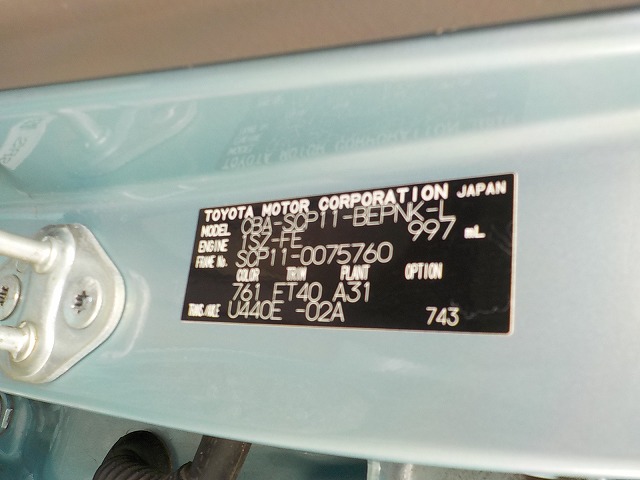 TOYOTA MOTOR CORPORATION JAPAN
MODEL CBA-SCP11-BEPNK-L
ENGINE 1SZ-FE 997 mL
FRAME No. SCP11-0075760
COLOR TRIM PLANT OPTION
761 FT40 A31
TRANS/AXLE U440E -02A 743